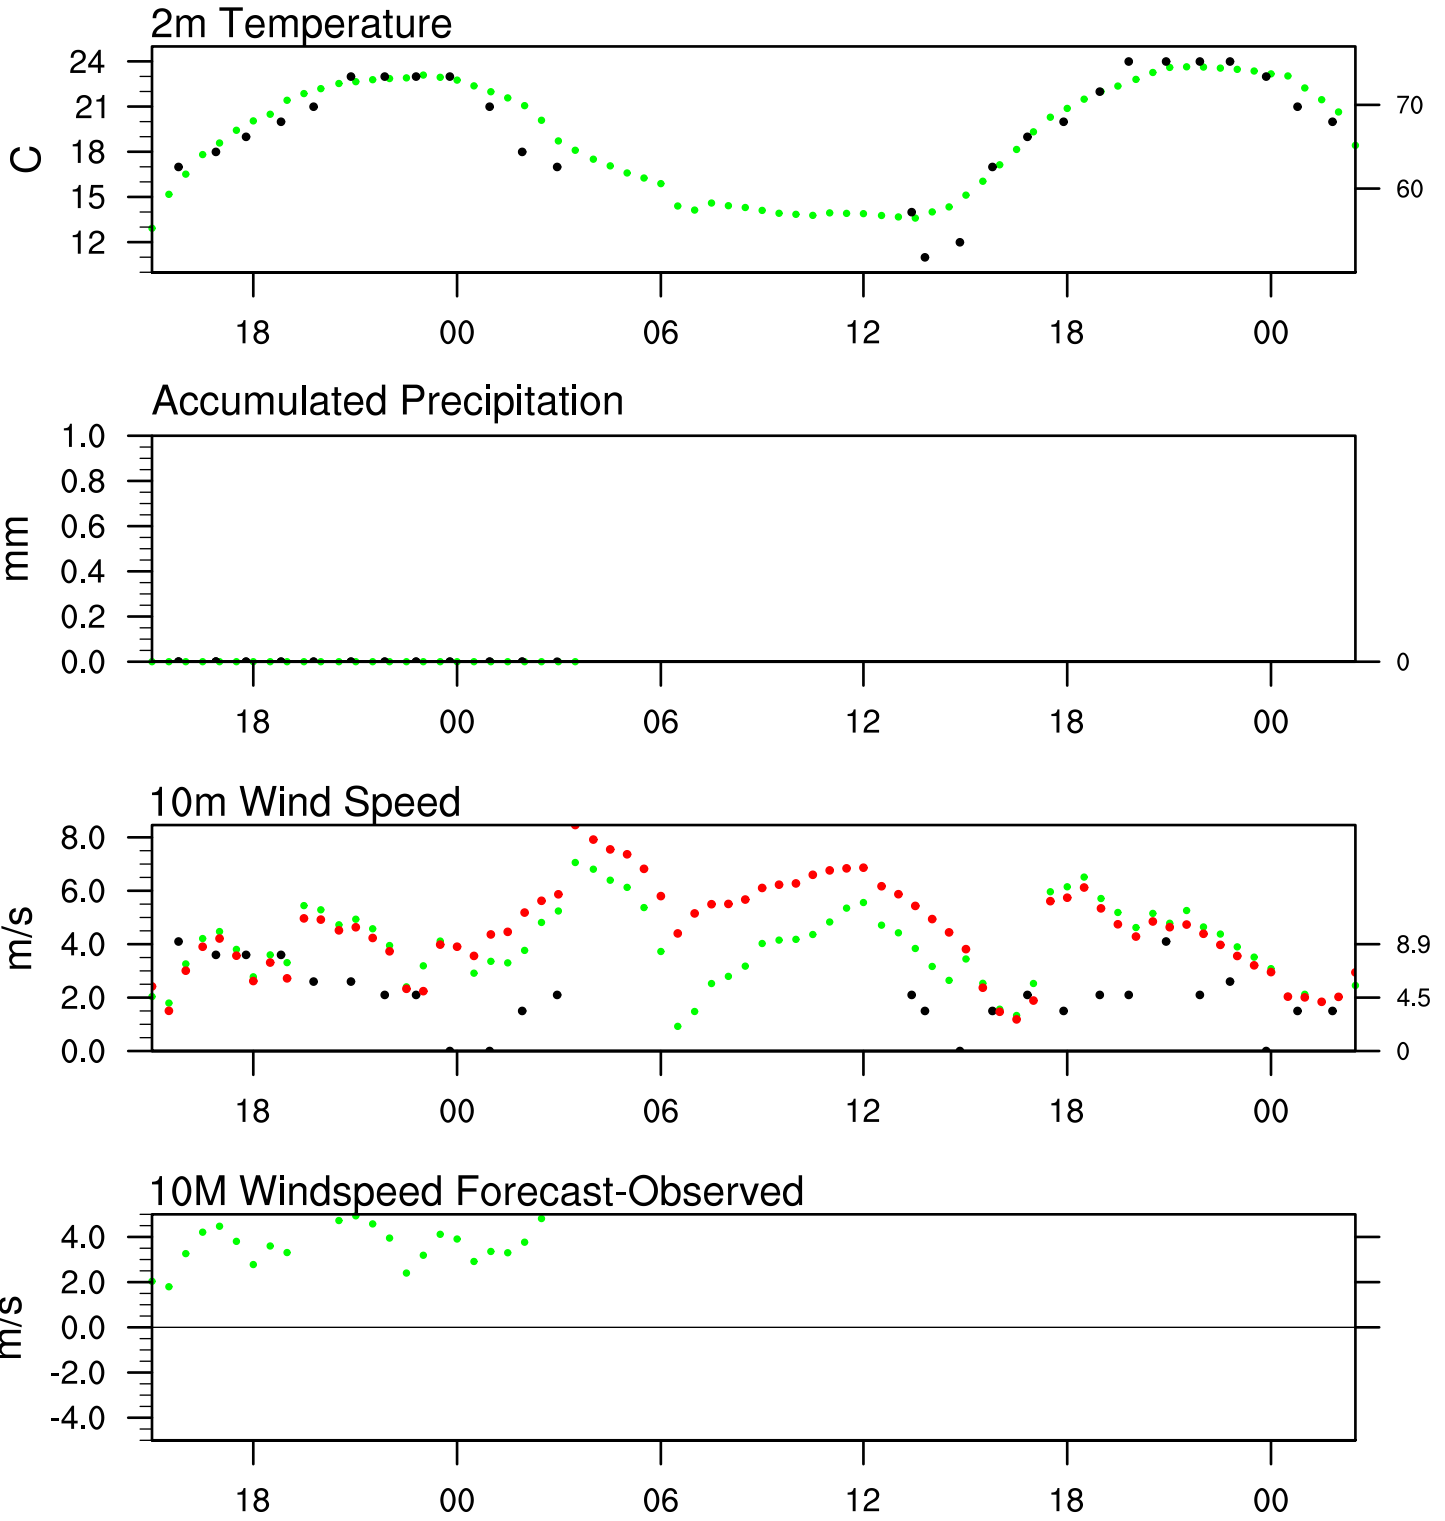 2m Temperature
24
21
18
15
12
C
70
60
18 00 06 12 18 00
Accumulated Precipitation
1.0
0.8
0.6
0.4
0.2
0.0
mm
0
18 00 06 12 18 00
10m Wind Speed
8.0
6.0
4.0
2.0
0.0
m/s
8.9
4.5
0
18 00 06 12 18 00
10M Windspeed Forecast-Observed
4.0
2.0
0.0
-2.0
-4.0
m/s
18 00 06 12 18 00